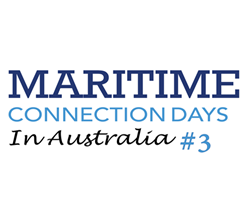 MARITIME
CONNECTION DAYS
In Australia #3